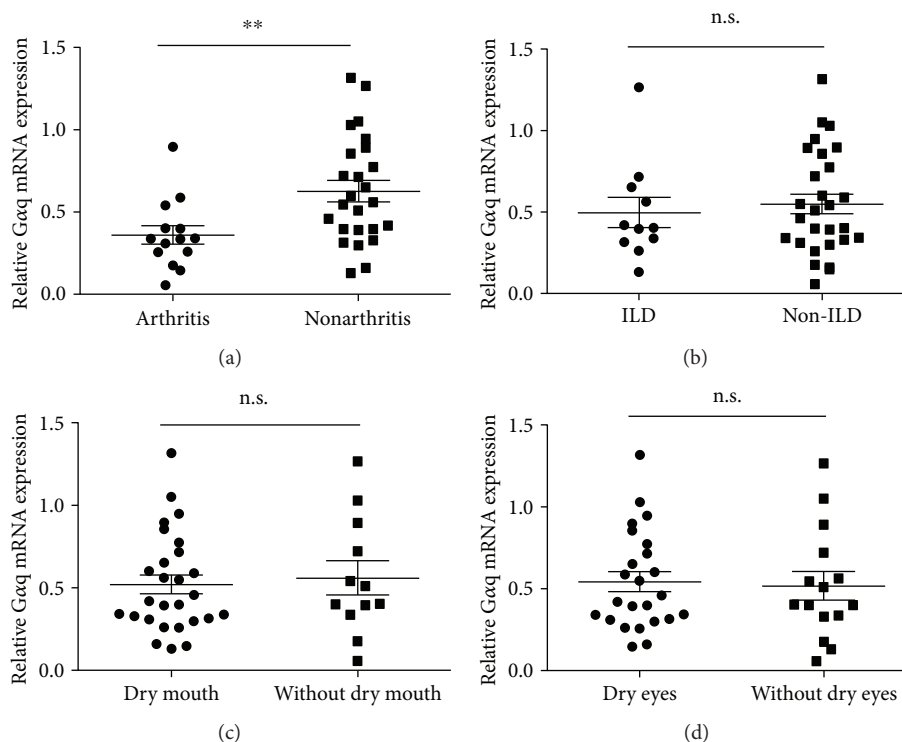 **
Relative Gαq mRNA expression
1.5
1.0
0.5
0.0
Arthritis Nonarthritis
(a)
n.s.
Relative Gαq mRNA expression
1.5
1.0
0.5
0.0
ILD Non-ILD
(b)
n.s.
Relative Gαq mRNA expression
1.5
1.0
0.5
0.0
Dry mouth Without dry mouth
(c)
n.s.
Relative Gαq mRNA expression
1.5
1.0
0.5
0.0
Dry eyes Without dry eyes
(d)